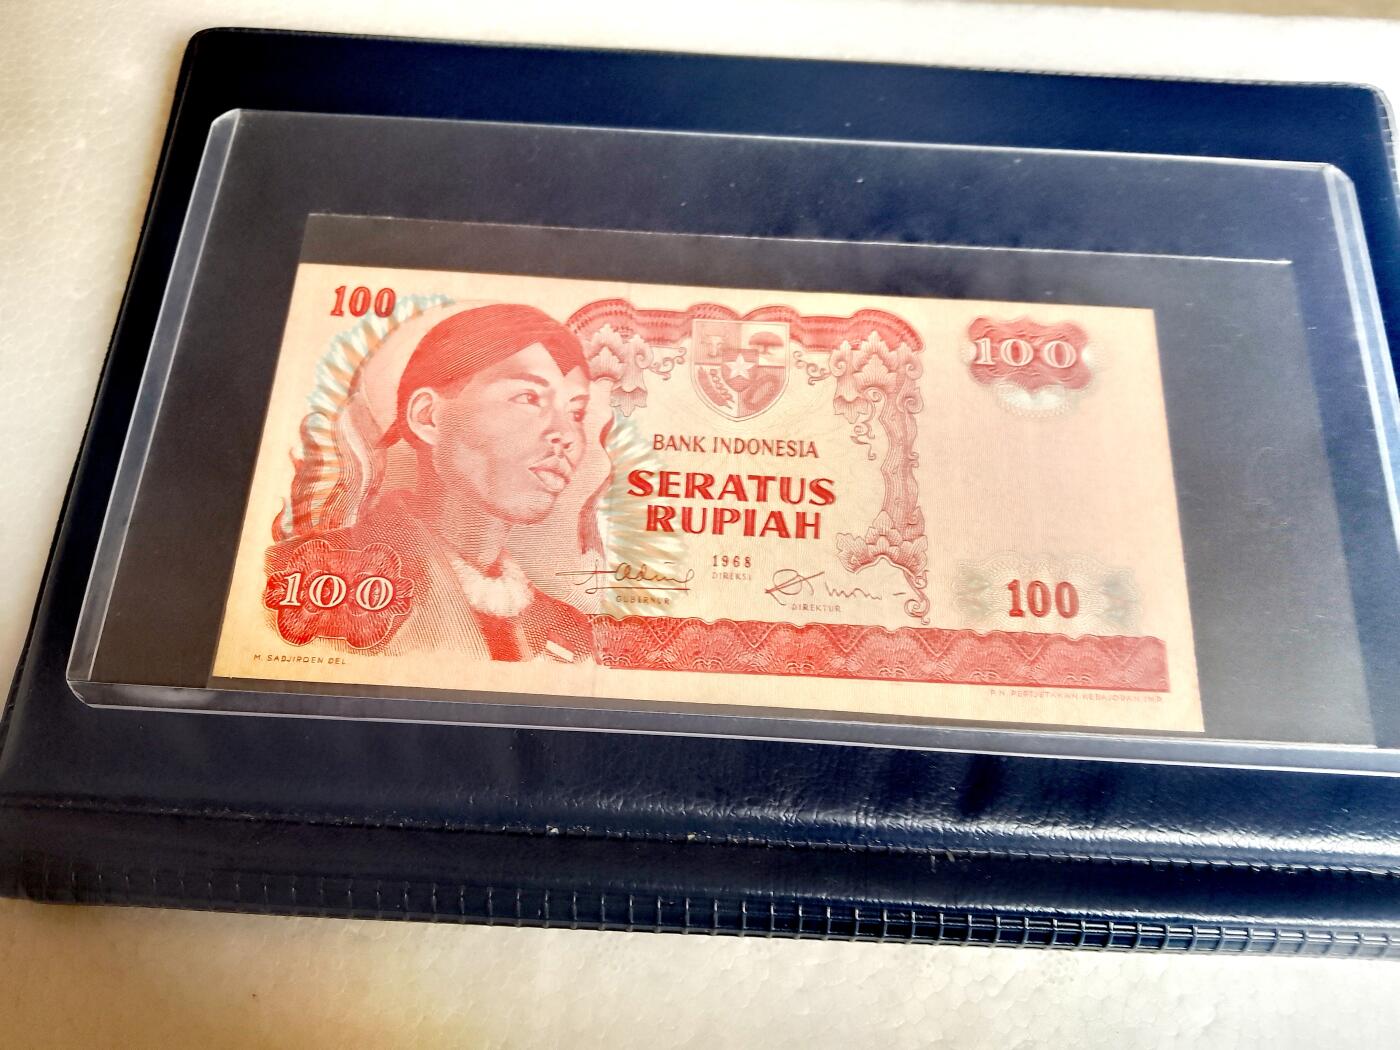 100
100
BANK INDONESIA
SERATUS
RUPIAH
1968
DIREKSI
GUBERNUR
DIREKTUR
100
100
M. SADJIROEN DEL.
P.N. PERTJETAKAN KEBAJORAN IMP.